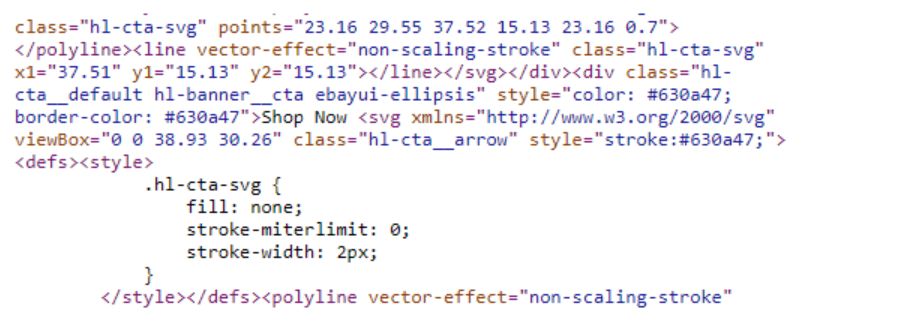 class="hl-cta-svg" points="23.16 29.55 37.52 15.13 23.16 0.7">
</polyline><line vector-effect="non-scaling-stroke" class="hl-cta-svg"
x1="37.51" y1="15.13" y2="15.13"></line></svg></div><div class="hl-
cta__default hl-banner__cta ebayui-ellipsis" style="color: #630a47;
border-color: #630a47">Shop Now <svg xmlns="http://www.w3.org/2000/svg"
viewBox="0 0 38.93 30.26" class="hl-cta__arrow" style="stroke:#630a47;">
<defs><style>
.hl-cta-svg {
fill: none;
stroke-miterlimit: 0;
stroke-width: 2px;
}
</style></defs><polyline vector-effect="non-scaling-stroke"